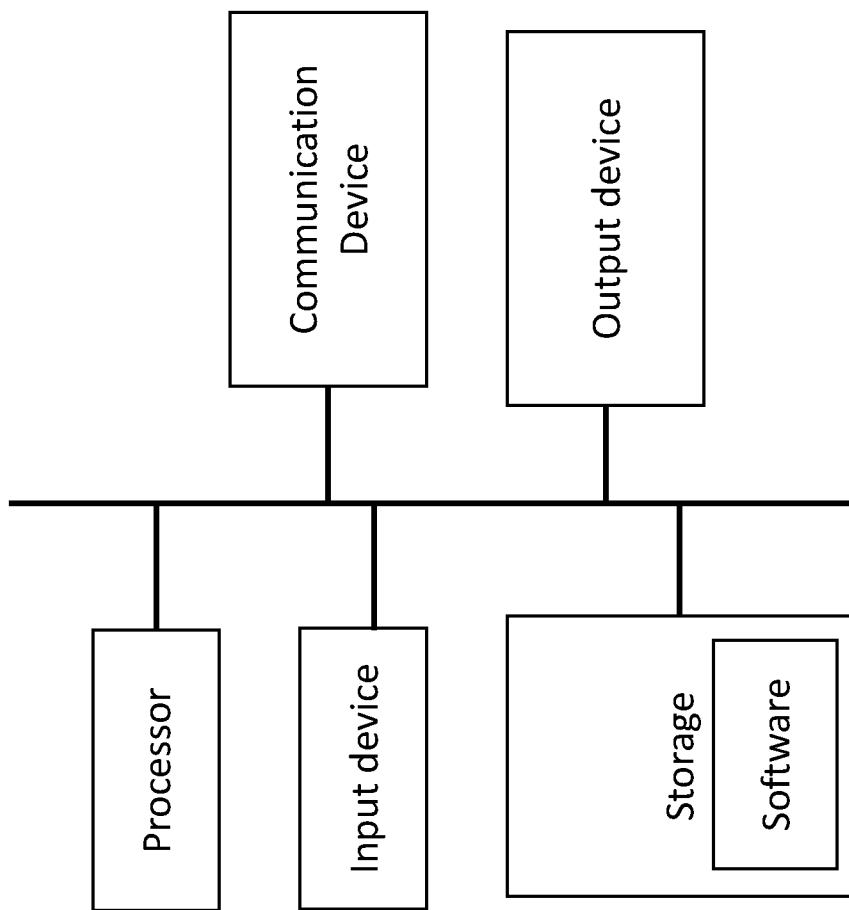 Processor
Input device
Storage
Software
Communication
Device
Output device